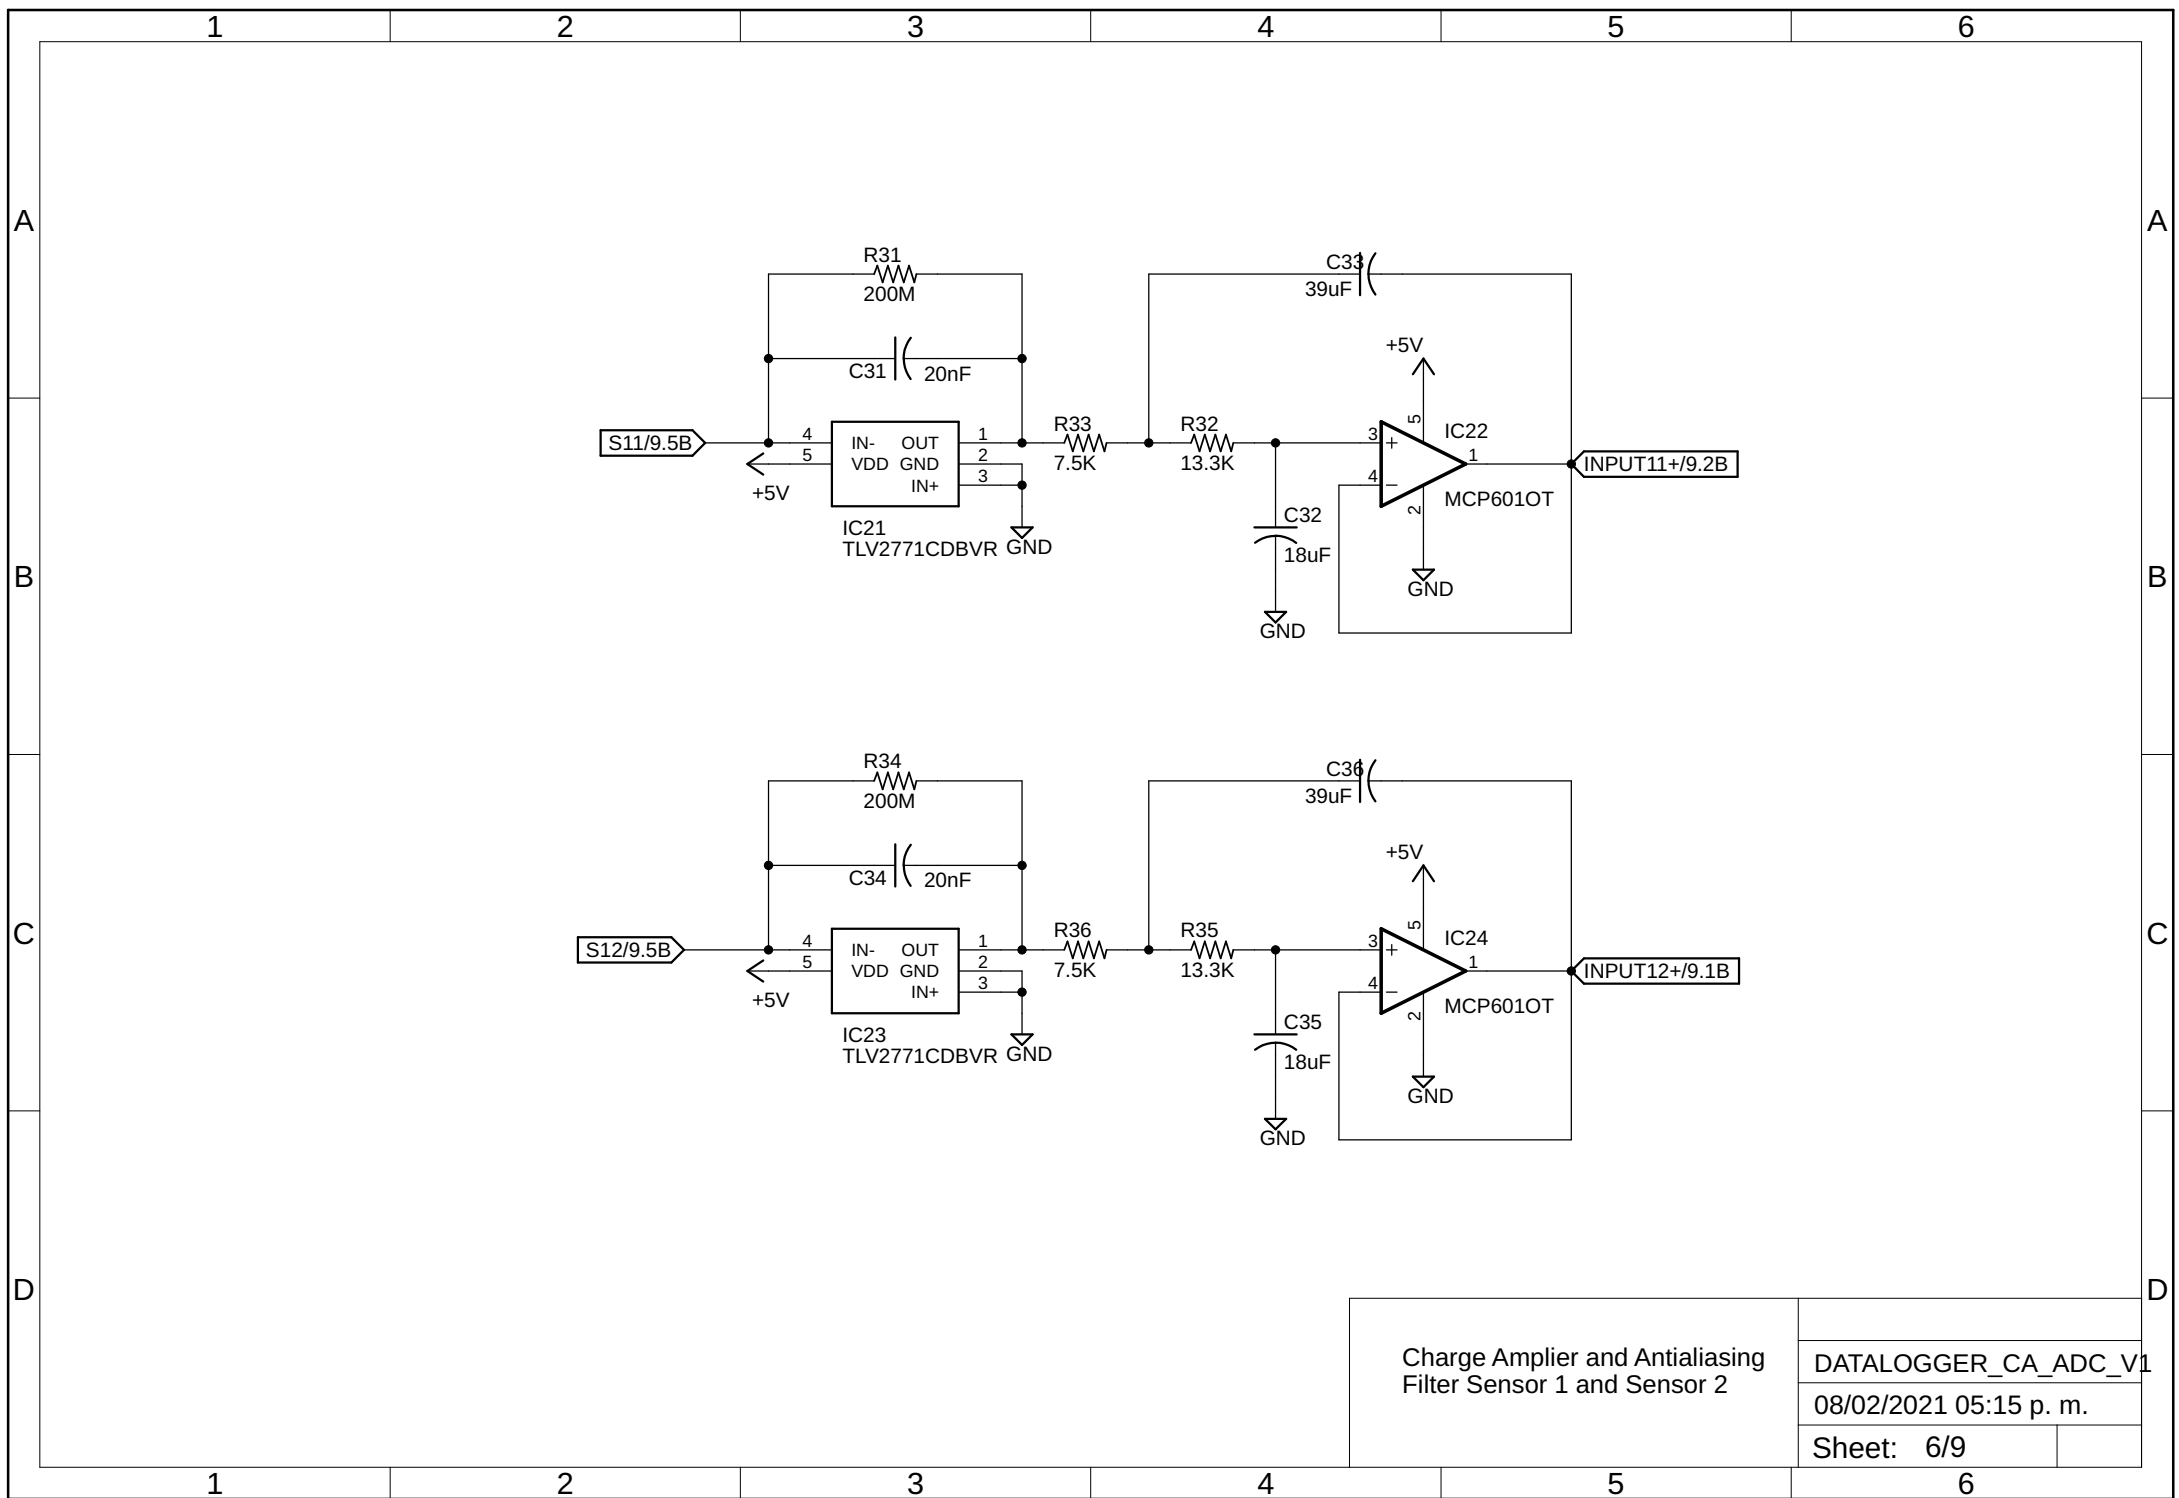 1 2 3 4 5 6
A A
R31
200M
C31 20nF
S11/9.5B
4 IN- OUT 1
5 VDD GND 2
IN+ 3
+5V
IC21
TLV2771CDBVR
GND
R33
7.5K
R32
13.3K
C33
39uF
C32
18uF
GND
+5V
5
3 +
4 −
1
2
IC22
MCP601OT
GND
INPUT11+/9.2B
B B
R34
200M
C34 20nF
S12/9.5B
4 IN- OUT 1
5 VDD GND 2
IN+ 3
+5V
IC23
TLV2771CDBVR
GND
R36
7.5K
R35
13.3K
C36
39uF
C35
18uF
GND
+5V
5
3 +
4 −
1
2
IC24
MCP601OT
GND
INPUT12+/9.1B
C C
D D
Charge Amplier and Antialiasing
Filter Sensor 1 and Sensor 2
DATALOGGER_CA_ADC_V1
08/02/2021 05:15 p. m.
Sheet: 6/9
1 2 3 4 5 6